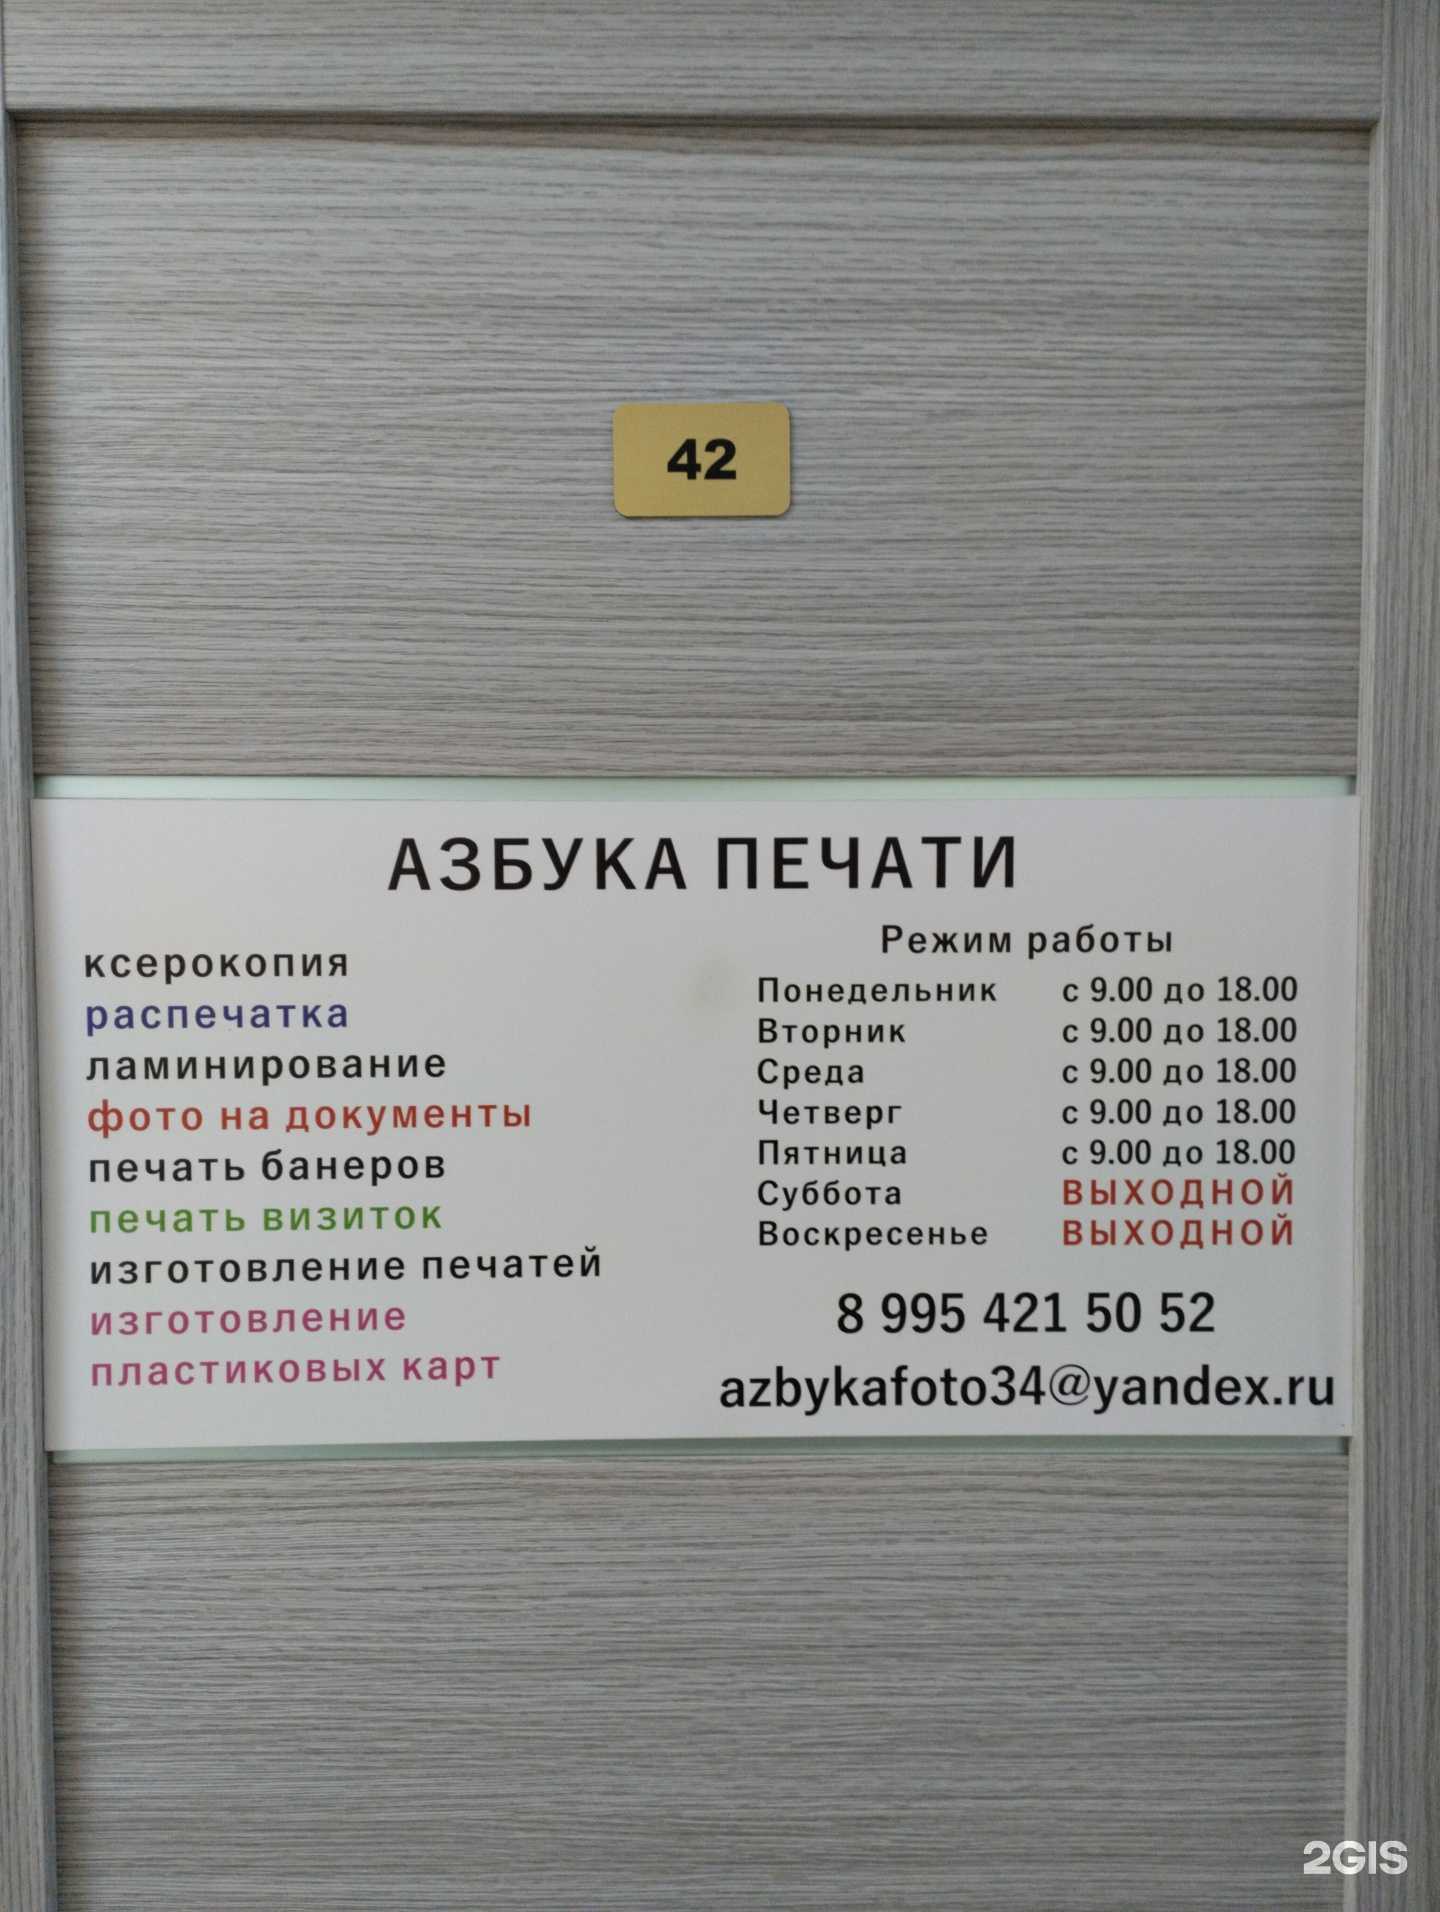 42
АЗБУКА ПЕЧАТИ
ксерокопия
распечатка
ламинирование
фото на документы
печать банеров
печать визиток
изготовление печатей
изготовление
пластиковых карт
Режим работы
Понедельник с 9.00 до 18.00
Вторник с 9.00 до 18.00
Среда с 9.00 до 18.00
Четверг с 9.00 до 18.00
Пятница с 9.00 до 18.00
Суббота ВЫХОДНОЙ
Воскресенье ВЫХОДНОЙ
8 995 421 50 52
azbykafoto34@yandex.ru
2GIS